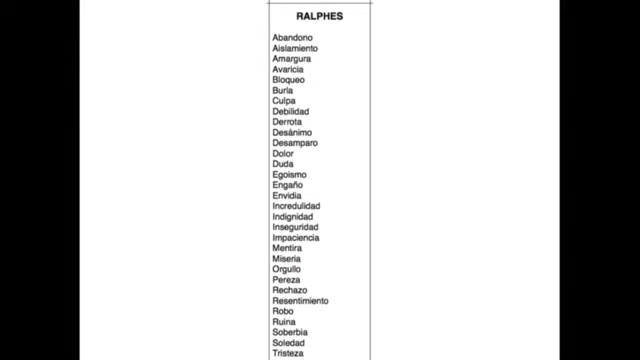 RALPHES
Abandono
Aislamiento
Amargura
Avaricia
Bloqueo
Burla
Culpa
Debilidad
Derrota
Desánimo
Desamparo
Dolor
Duda
Egoismo
Engaño
Envidia
Incredulidad
Indignidad
Inseguridad
Impaciencia
Mentira
Miseria
Orgullo
Pereza
Rechazo
Resentimiento
Robo
Ruina
Soberbia
Soledad
Tristeza